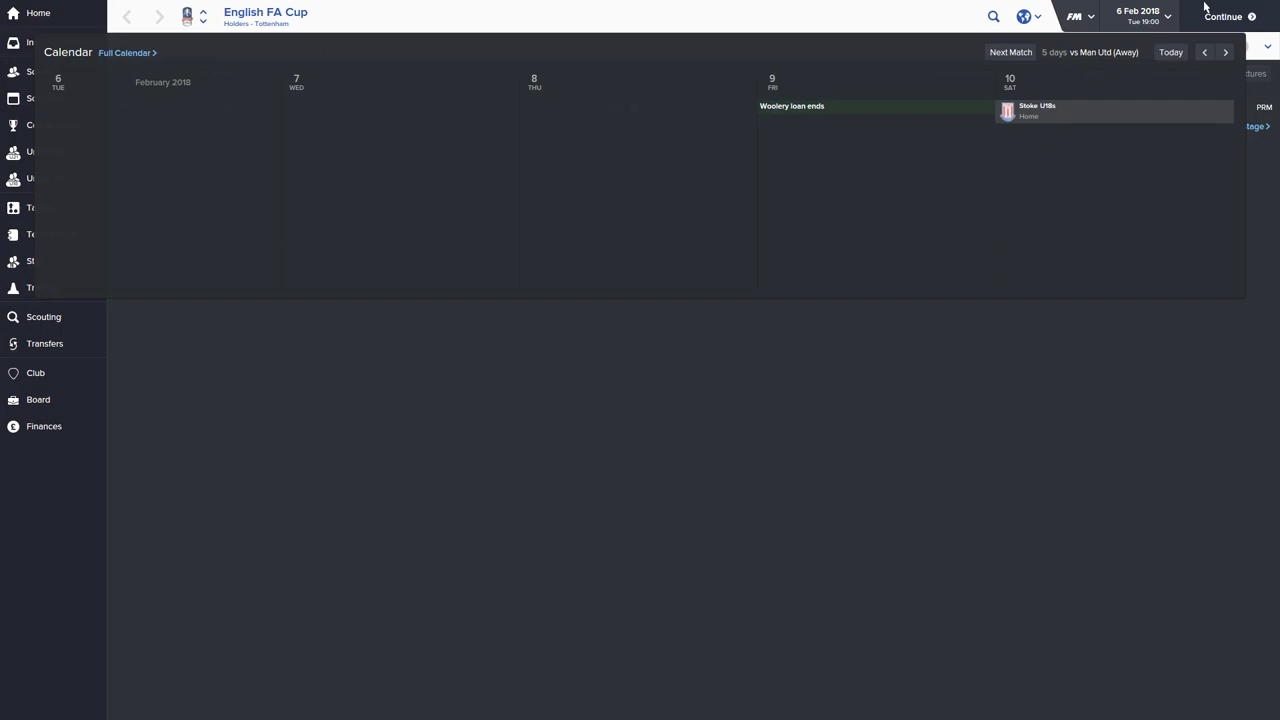 Home
English FA Cup
Holders - Tottenham
FM
6 Feb 2018
Tue 19:00
Continue
Calendar
Full Calendar
Next Match
5 days vs Man Utd (Away)
Today
6
TUE
February 2018
7
WED
8
THU
9
FRI
10
SAT
Woolery loan ends
Stoke U18s
Home
PRM
Scouting
Transfers
Club
Board
Finances